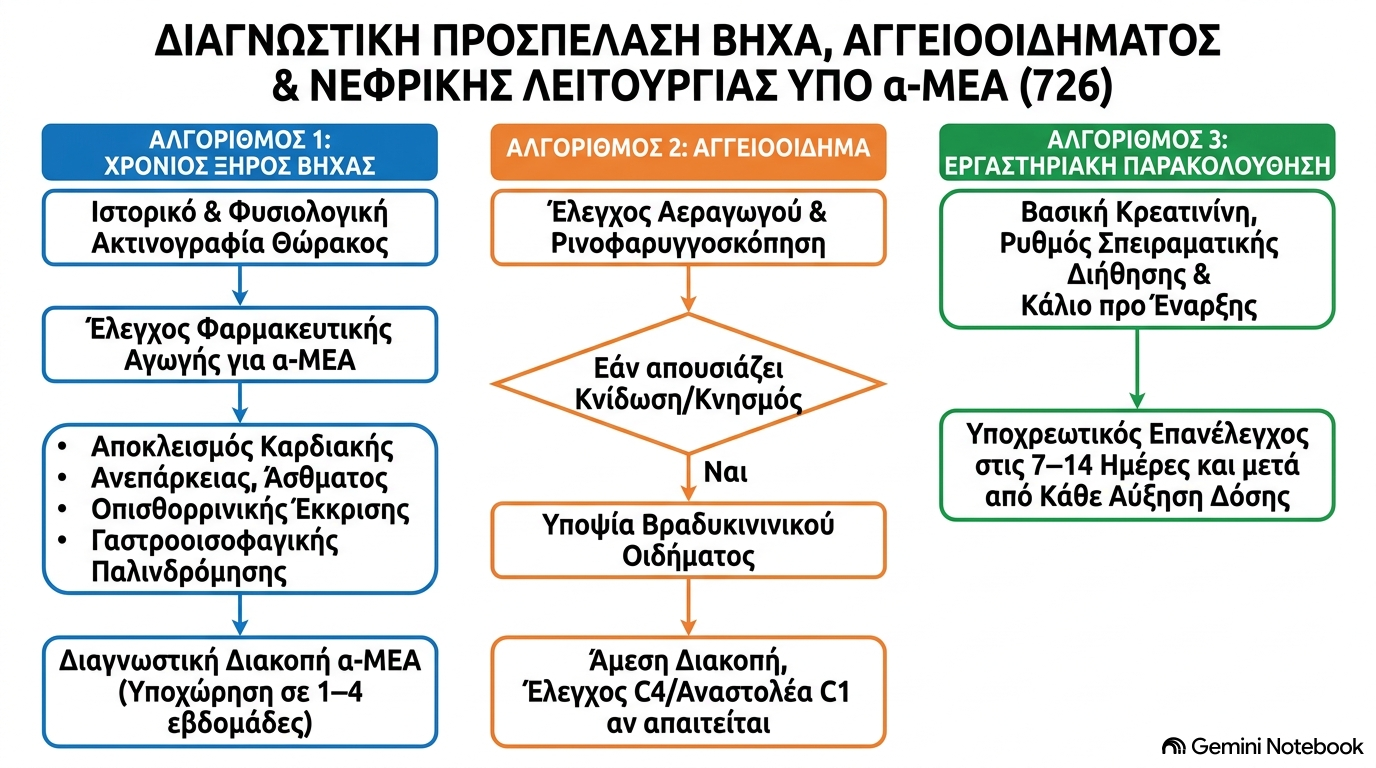 ΔΙΑΓΝΩΣΤΙΚΗ ΠΡΟΣΠΕΛΑΣΗ ΒΗΧΑ, ΑΓΓΕΙΟΟΙΔΗΜΑΤΟΣ
& ΝΕΦΡΙΚΗΣ ΛΕΙΤΟΥΡΓΙΑΣ ΥΠΟ α-ΜΕΑ (726)
ΑΛΓΟΡΙΘΜΟΣ 1:
ΧΡΟΝΙΟΣ ΞΗΡΟΣ ΒΗΧΑΣ
Ιστορικό & Φυσιολογική
Ακτινογραφία Θώρακος
Έλεγχος Φαρμακευτικής
Αγωγής για α-ΜΕΑ
• Αποκλεισμός Καρδιακής
• Ανεπάρκειας, Άσθματος
• Οπισθορρινικής Έκκρισης
• Γαστροοισοφαγικής
Παλινδρόμησης
Διαγνωστική Διακοπή α-ΜΕΑ
(Υποχώρηση σε 1–4
εβδομάδες)
ΑΛΓΟΡΙΘΜΟΣ 2: ΑΓΓΕΙΟΟΙΔΗΜΑ
Έλεγχος Αεραγωγού &
Ρινοφαρυγγοσκόπηση
Εάν απουσιάζει
Κνίδωση/Κνησμός
Ναι
Υποψία Βραδυκινινικού
Οιδήματος
Άμεση Διακοπή,
Έλεγχος C4/Αναστολέα C1
αν απαιτείται
ΑΛΓΟΡΙΘΜΟΣ 3:
ΕΡΓΑΣΤΗΡΙΑΚΗ ΠΑΡΑΚΟΛΟΥΘΗΣΗ
Βασική Κρεατινίνη,
Ρυθμός Σπειραματικής
Διήθησης &
Κάλιο προ Έναρξης
Υποχρεωτικός Επανέλεγχος
στις 7–14 Ημέρες και μετά
από Κάθε Αύξηση Δόσης
Gemini Notebook